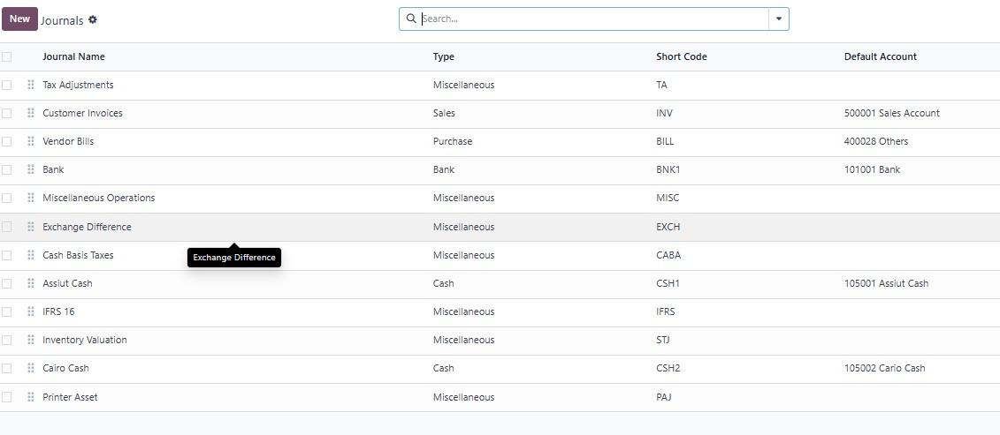 New Journals Search...
Journal Name Type Short Code Default Account
Tax Adjustments Miscellaneous TA
Customer Invoices Sales INV 500001 Sales Account
Vendor Bills Purchase BILL 400028 Others
Bank Bank BNK1 101001 Bank
Miscellaneous Operations Miscellaneous MISC
Exchange Difference Miscellaneous EXCH
Exchange Difference
Cash Basis Taxes Miscellaneous CABA
Assiut Cash Cash CSH1 105001 Assiut Cash
IFRS 16 Miscellaneous IFRS
Inventory Valuation Miscellaneous STJ
Cairo Cash Cash CSH2 105002 Cario Cash
Printer Asset Miscellaneous PAJ